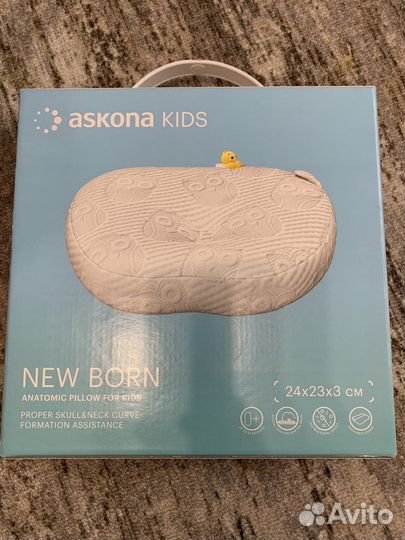 askona KIDS
NEW BORN
ANATOMIC PILLOW FOR KIDS
PROPER SKULL&NECK CURVE
FORMATION ASSISTANCE
24x23x3 СМ
0+
Avito